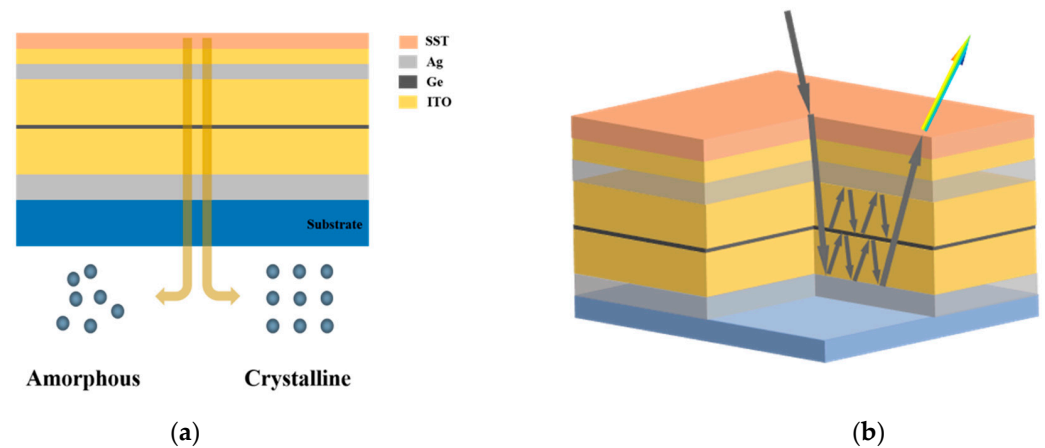 SST
Ag
Ge
ITO
Substrate
Amorphous
Crystalline
(a)
(b)